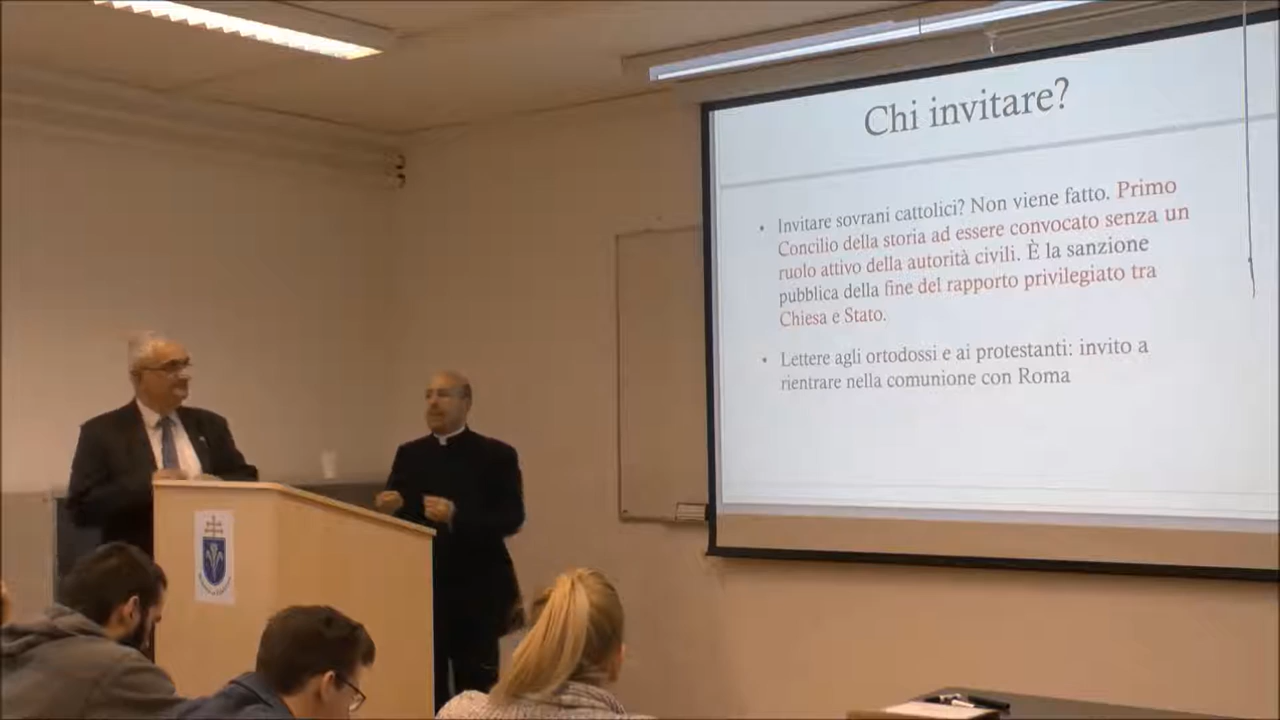 Chi invitare?
• Invitare sovrani cattolici? Non viene fatto. Primo
Concilio della storia ad essere convocato senza un
ruolo attivo della autorità civili. È la sanzione
pubblica della fine del rapporto privilegiato tra
Chiesa e Stato.
• Lettere agli ortodossi e ai protestanti: invito a
rientrare nella comunione con Roma